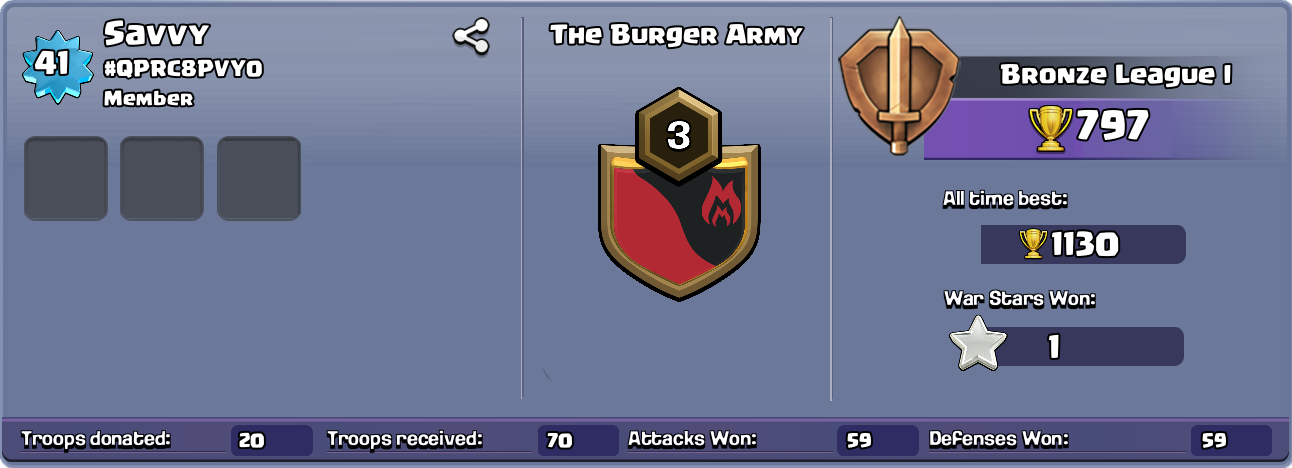 41
Savvy
#QPRC8PVY0
Member
The Burger Army
3
Bronze League I
797
All time best:
1130
War Stars Won:
1
Troops donated: 20
Troops received: 70
Attacks Won: 59
Defenses Won: 59